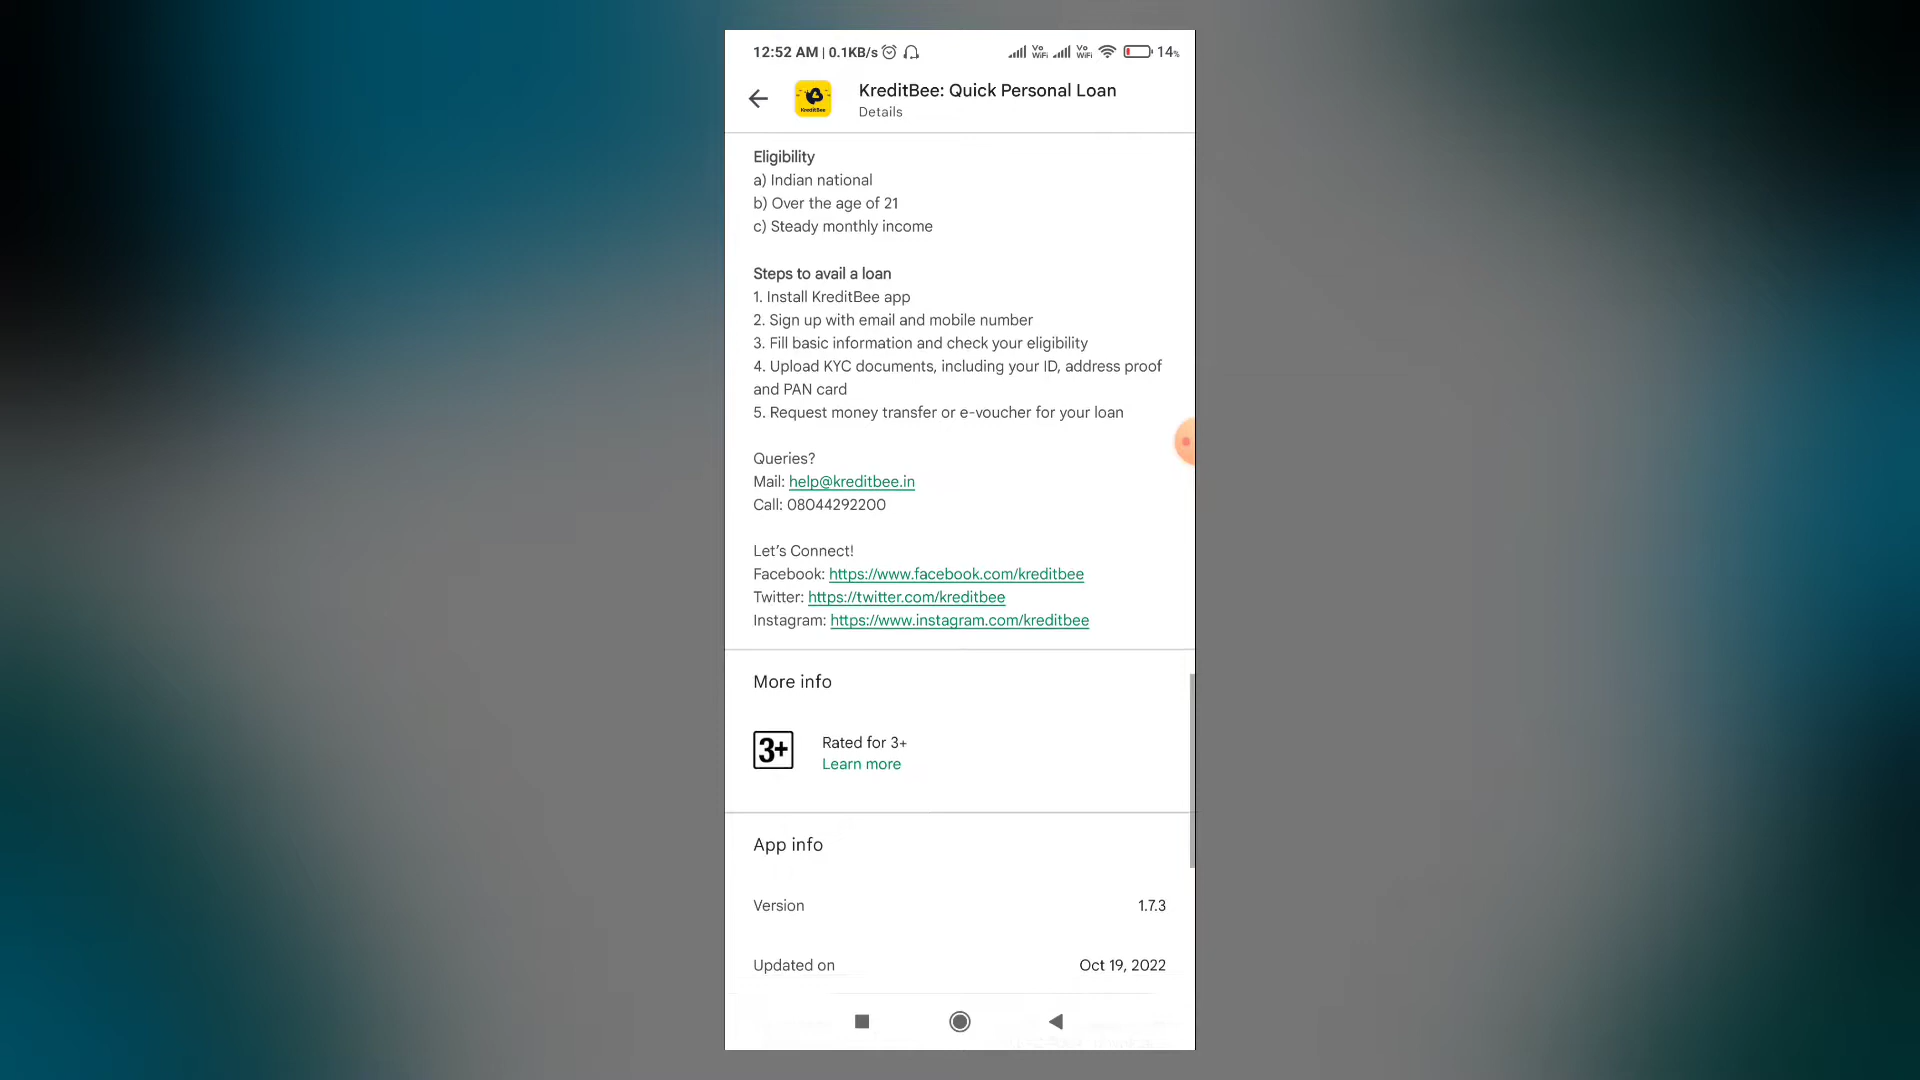 12:52 AM | 0.1KB/s Vo WiFi Vo WiFi 14%
KreditBee
KreditBee: Quick Personal Loan
Details
Eligibility
a) Indian national
b) Over the age of 21
c) Steady monthly income
Steps to avail a loan
1. Install KreditBee app
2. Sign up with email and mobile number
3. Fill basic information and check your eligibility
4. Upload KYC documents, including your ID, address proof
and PAN card
5. Request money transfer or e-voucher for your loan
Queries?
Mail: help@kreditbee.in
Call: 08044292200
Let's Connect!
Facebook: https://www.facebook.com/kreditbee
Twitter: https://twitter.com/kreditbee
Instagram: https://www.instagram.com/kreditbee
More info
3+ Rated for 3+
Learn more
App info
Version 1.7.3
Updated on Oct 19, 2022